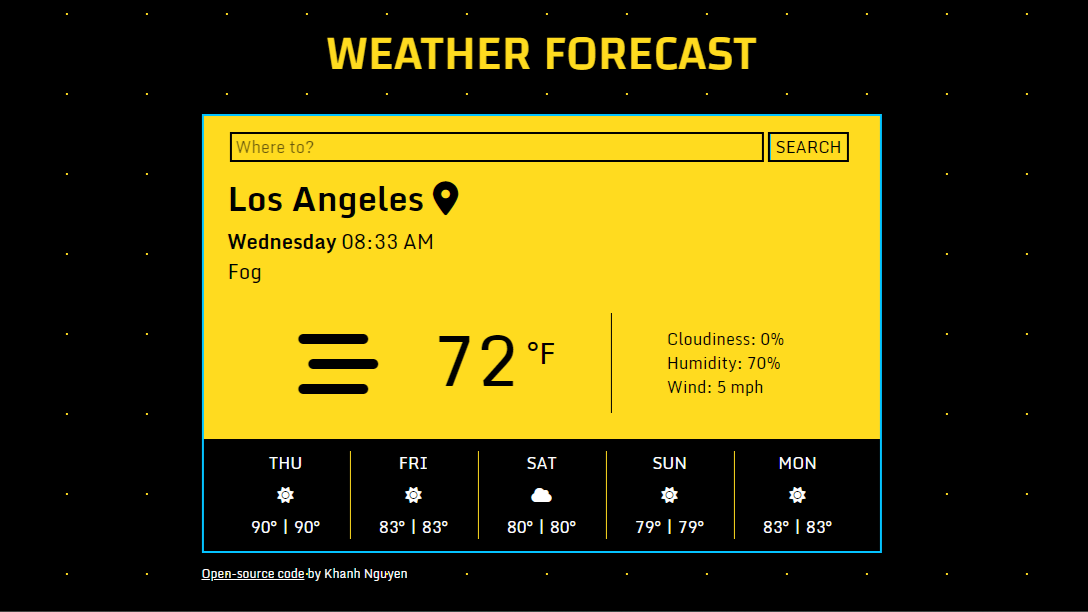 WEATHER FORECAST
Where to?
SEARCH
Los Angeles
Wednesday 08:33 AM
Fog
72 °F
Cloudiness: 0%
Humidity: 70%
Wind: 5 mph
THU FRI SAT SUN MON
90° | 90° 83° | 83° 80° | 80° 79° | 79° 83° | 83°
Open-source code by Khanh Nguyen